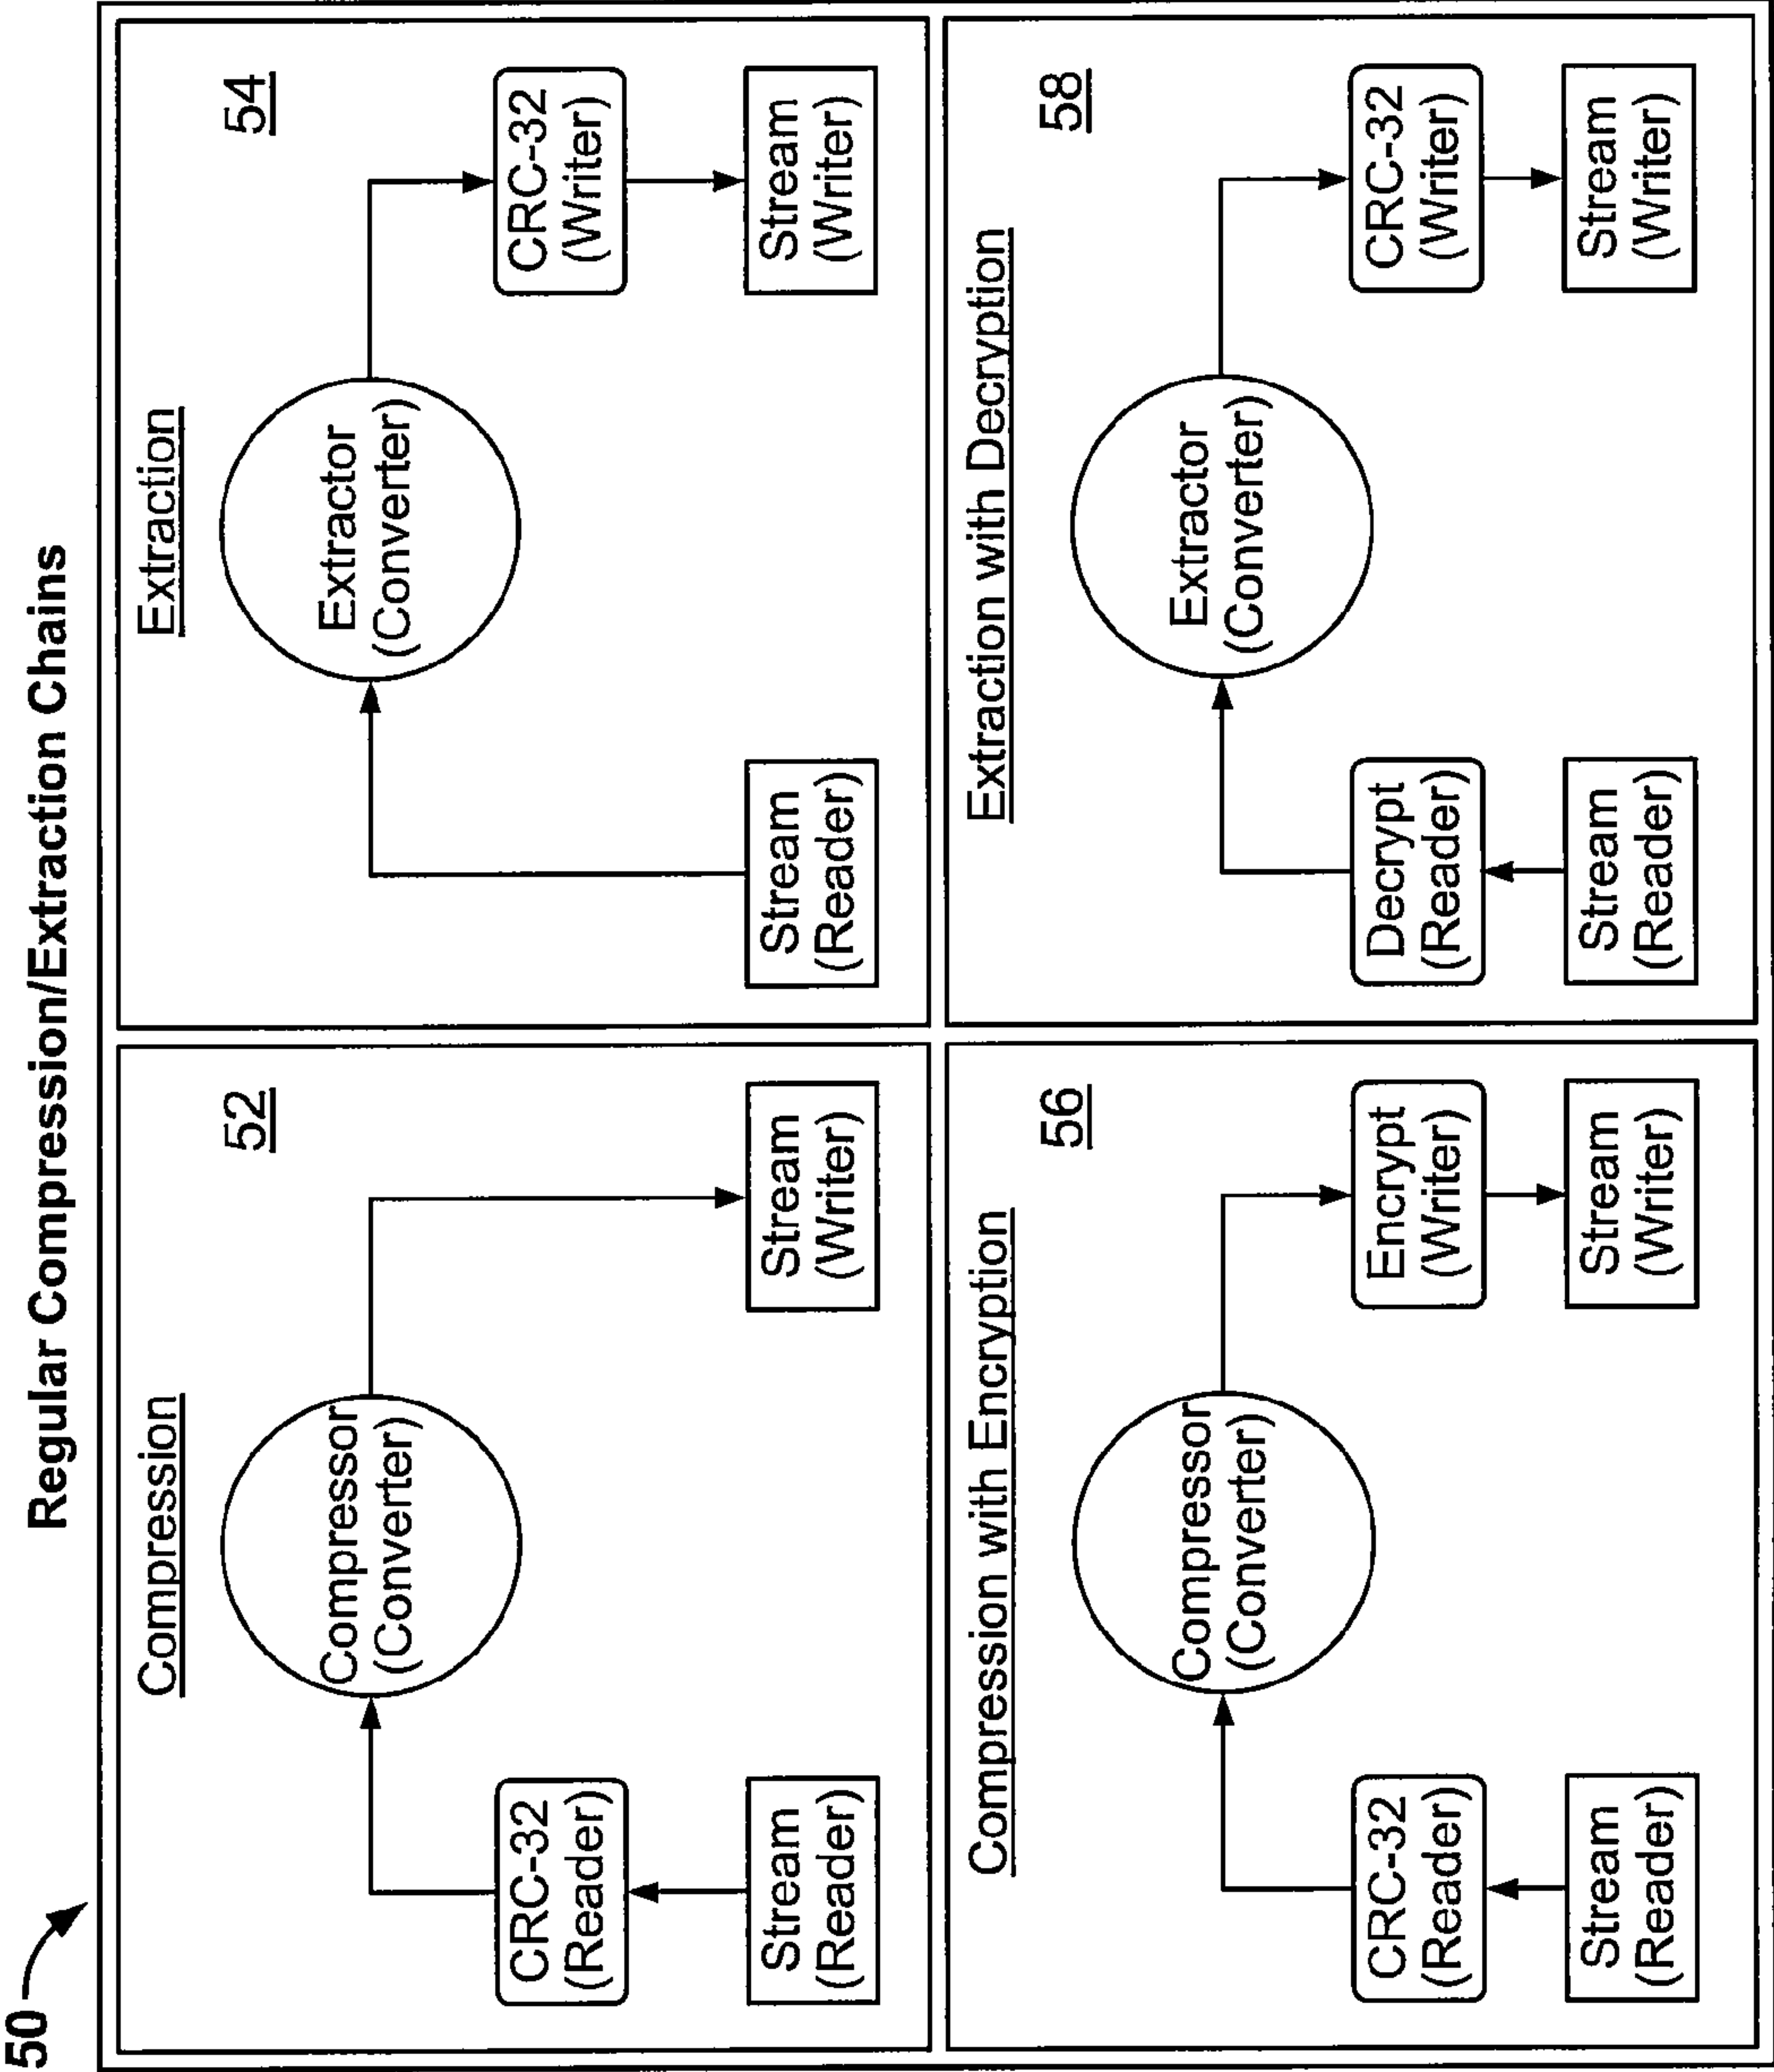 50
Regular Compression/Extraction Chains
Compression
52
Compressor
(Converter)
CRC-32
(Reader)
Stream
(Reader)
Stream
(Writer)
Extraction
54
Extractor
(Converter)
CRC-32
(Writer)
Stream
(Reader)
Stream
(Writer)
Compression with Encryption
56
Compressor
(Converter)
CRC-32
(Reader)
Encrypt
(Writer)
Stream
(Reader)
Stream
(Writer)
Extraction with Decryption
58
Extractor
(Converter)
Decrypt
(Reader)
CRC-32
(Writer)
Stream
(Reader)
Stream
(Writer)